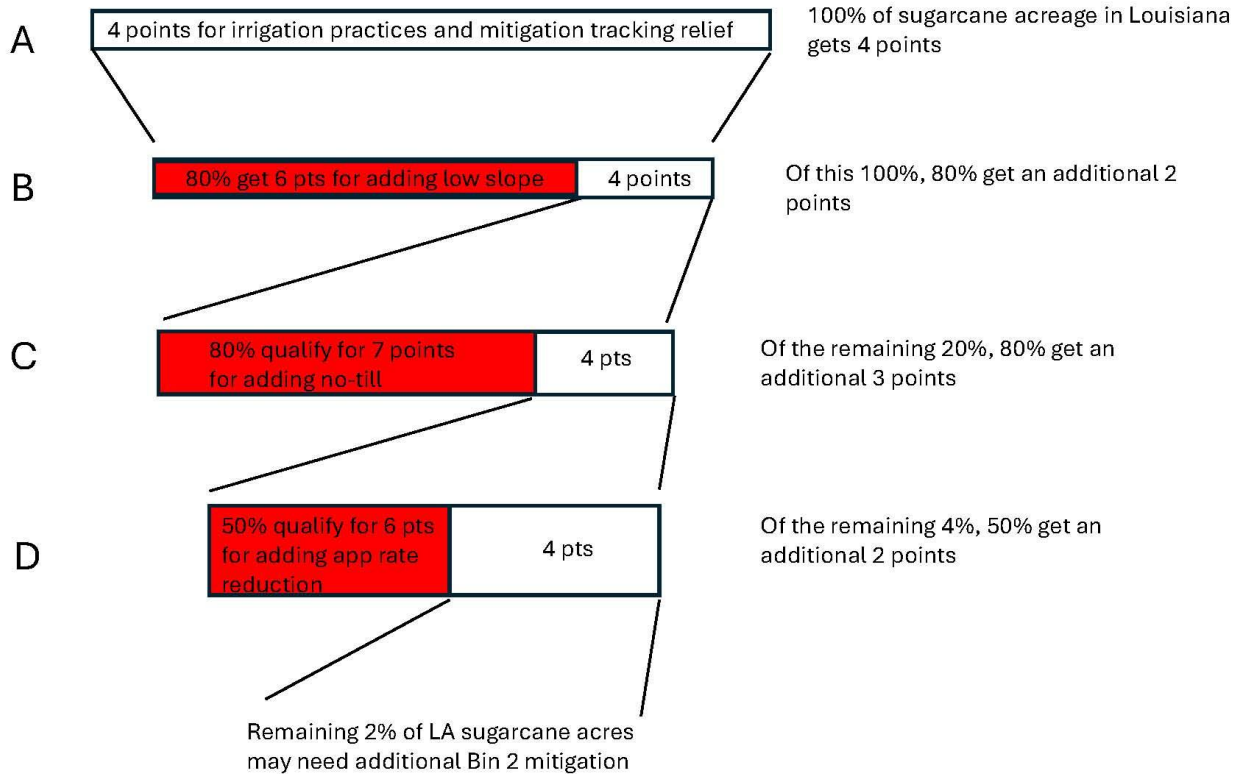 A
4 points for irrigation practices and mitigation tracking relief
100% of sugarcane acreage in Louisiana
gets 4 points
B
80% get 6 pts for adding low slope
4 points
Of this 100%, 80% get an additional 2
points
C
80% qualify for 7 points
for adding no-till
4 pts
Of the remaining 20%, 80% get an
additional 3 points
D
50% qualify for 6 pts
for adding app rate
reduction
4 pts
Of the remaining 4%, 50% get an
additional 2 points
Remaining 2% of LA sugarcane acres
may need additional Bin 2 mitigation